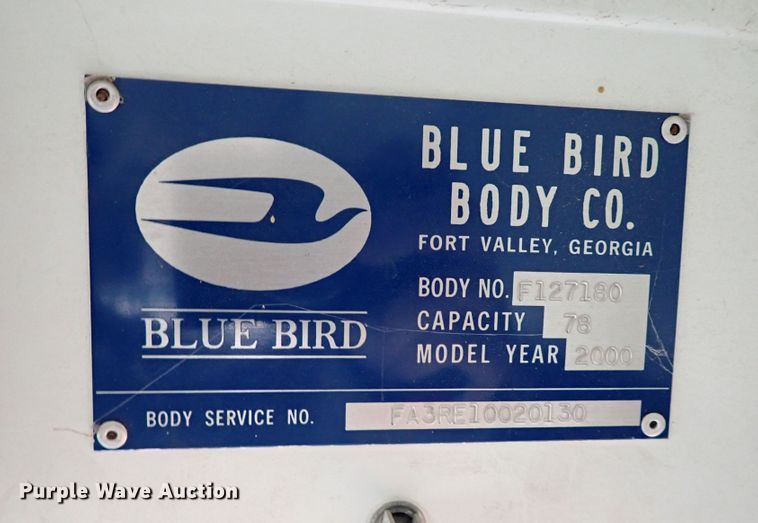 BLUE BIRD
BLUE BIRD
BODY CO.
FORT VALLEY, GEORGIA
BODY NO. F127180
CAPACITY 78
MODEL YEAR 2000
BODY SERVICE NO. FA3RE10020130
Purple Wave Auction